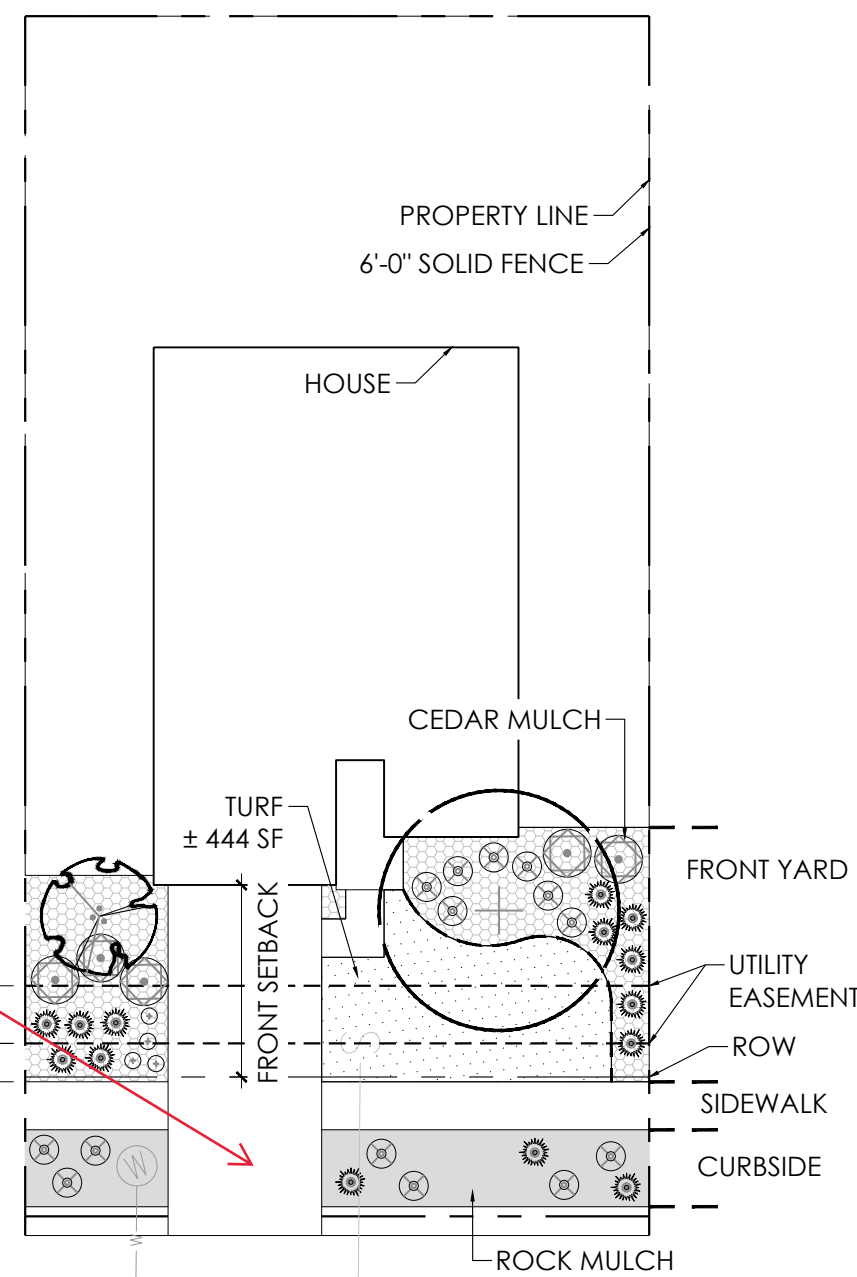 PROPERTY LINE
6'-0" SOLID FENCE
HOUSE
CEDAR MULCH
TURF
± 444 SF
FRONT YARD
FRONT SETBACK
UTILITY
EASEMENT
S
ROW
SIDEWALK
W
CURBSIDE
W
ROCK MULCH